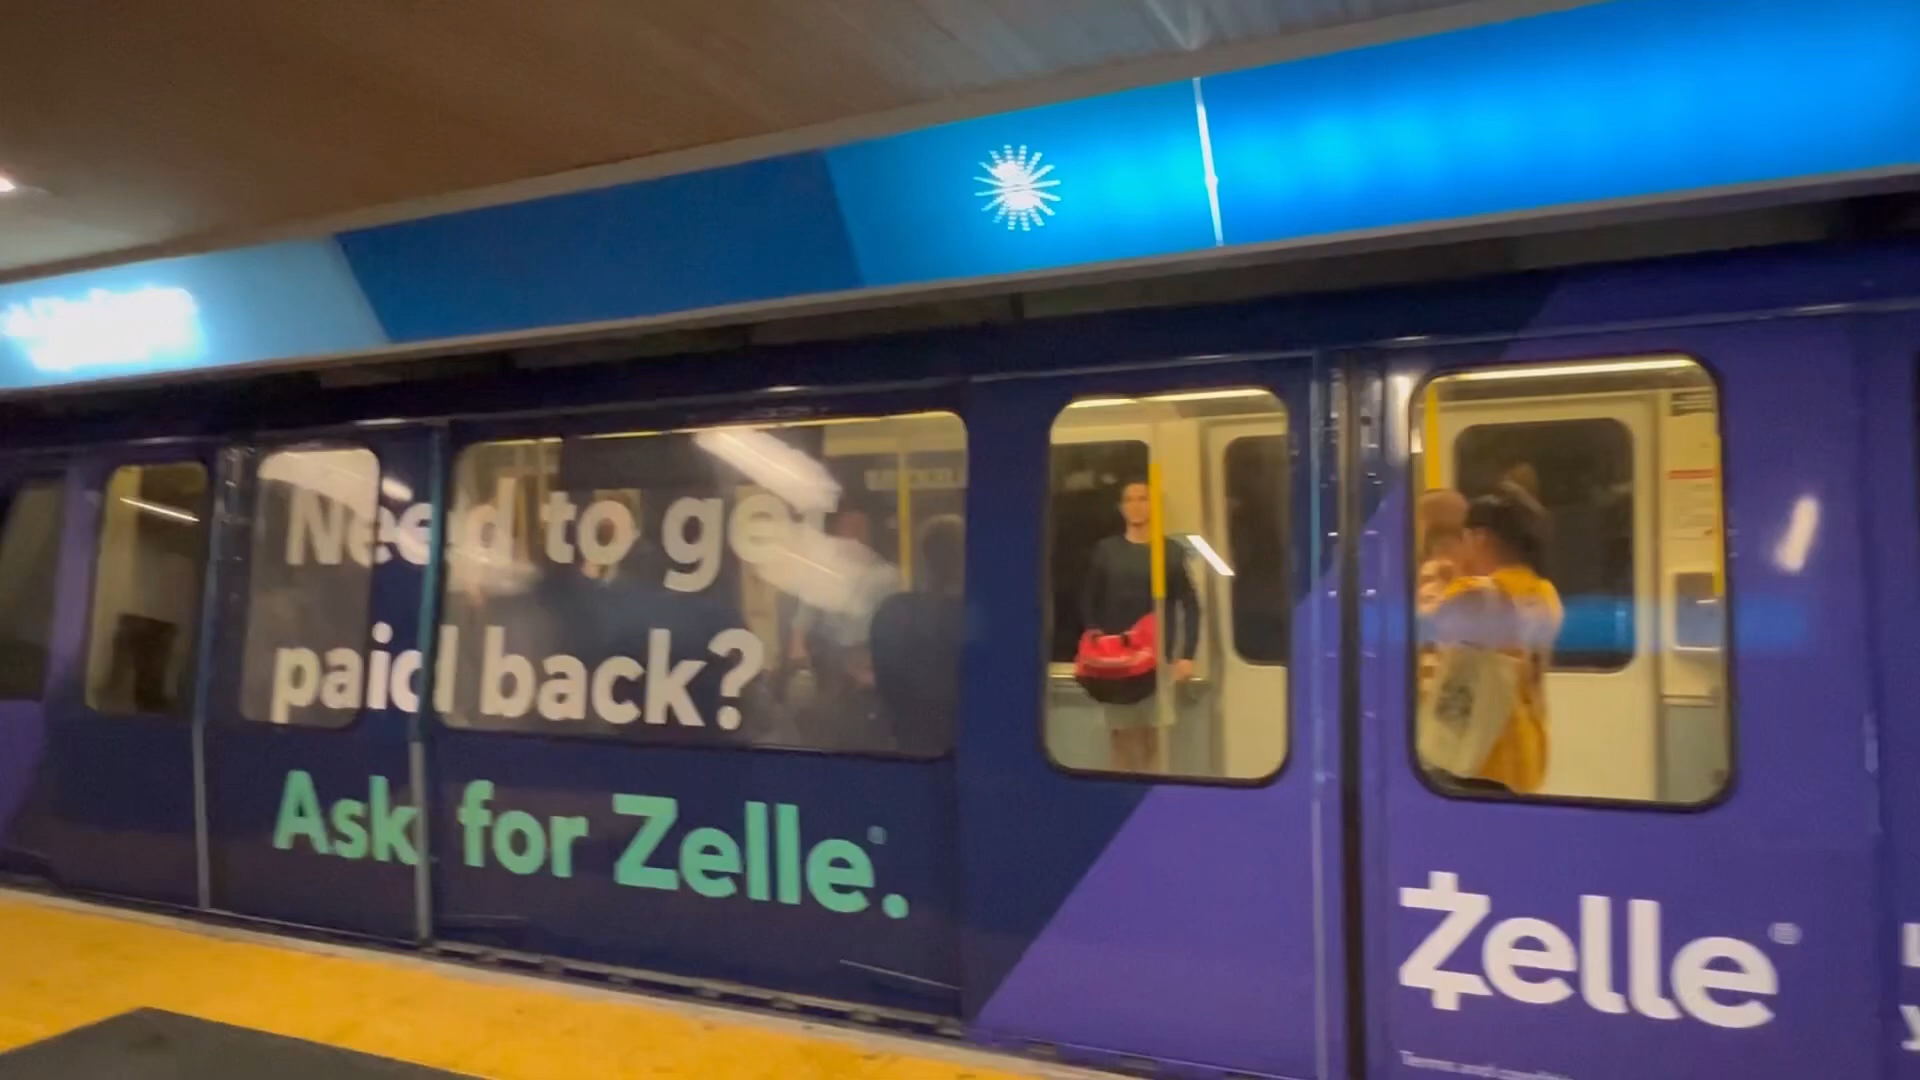 Need to get
paid back?
Ask for Zelle®.
Zelle®